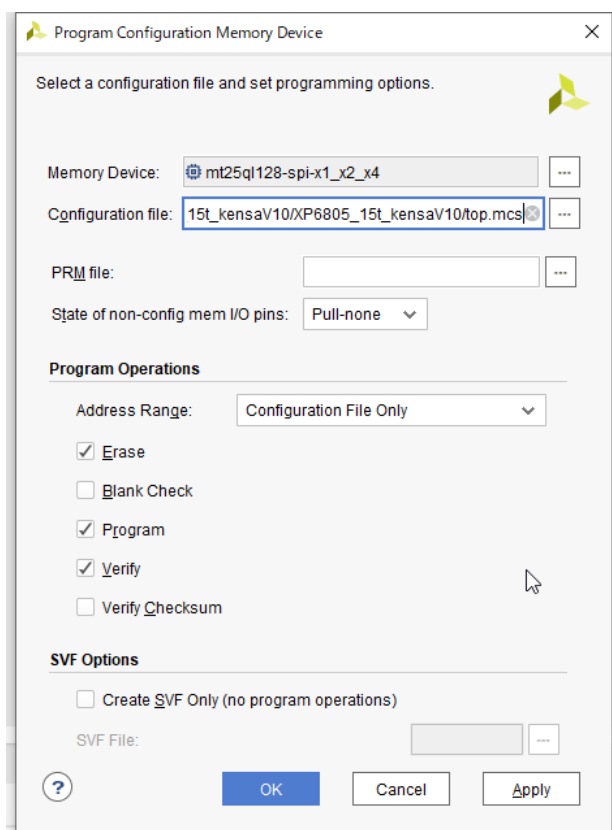 Program Configuration Memory Device
Select a configuration file and set programming options.
Memory Device: mt25ql128-spi-x1_x2_x4 ...
Configuration file: 15t_kensaV10/XP6805_15t_kensaV10/top.mcs ...
PRM file: ...
State of non-config mem I/O pins: Pull-none
Program Operations
Address Range: Configuration File Only
Erase
Blank Check
Program
Verify
Verify Checksum
SVF Options
Create SVF Only (no program operations)
SVF File: ...
? OK Cancel Apply